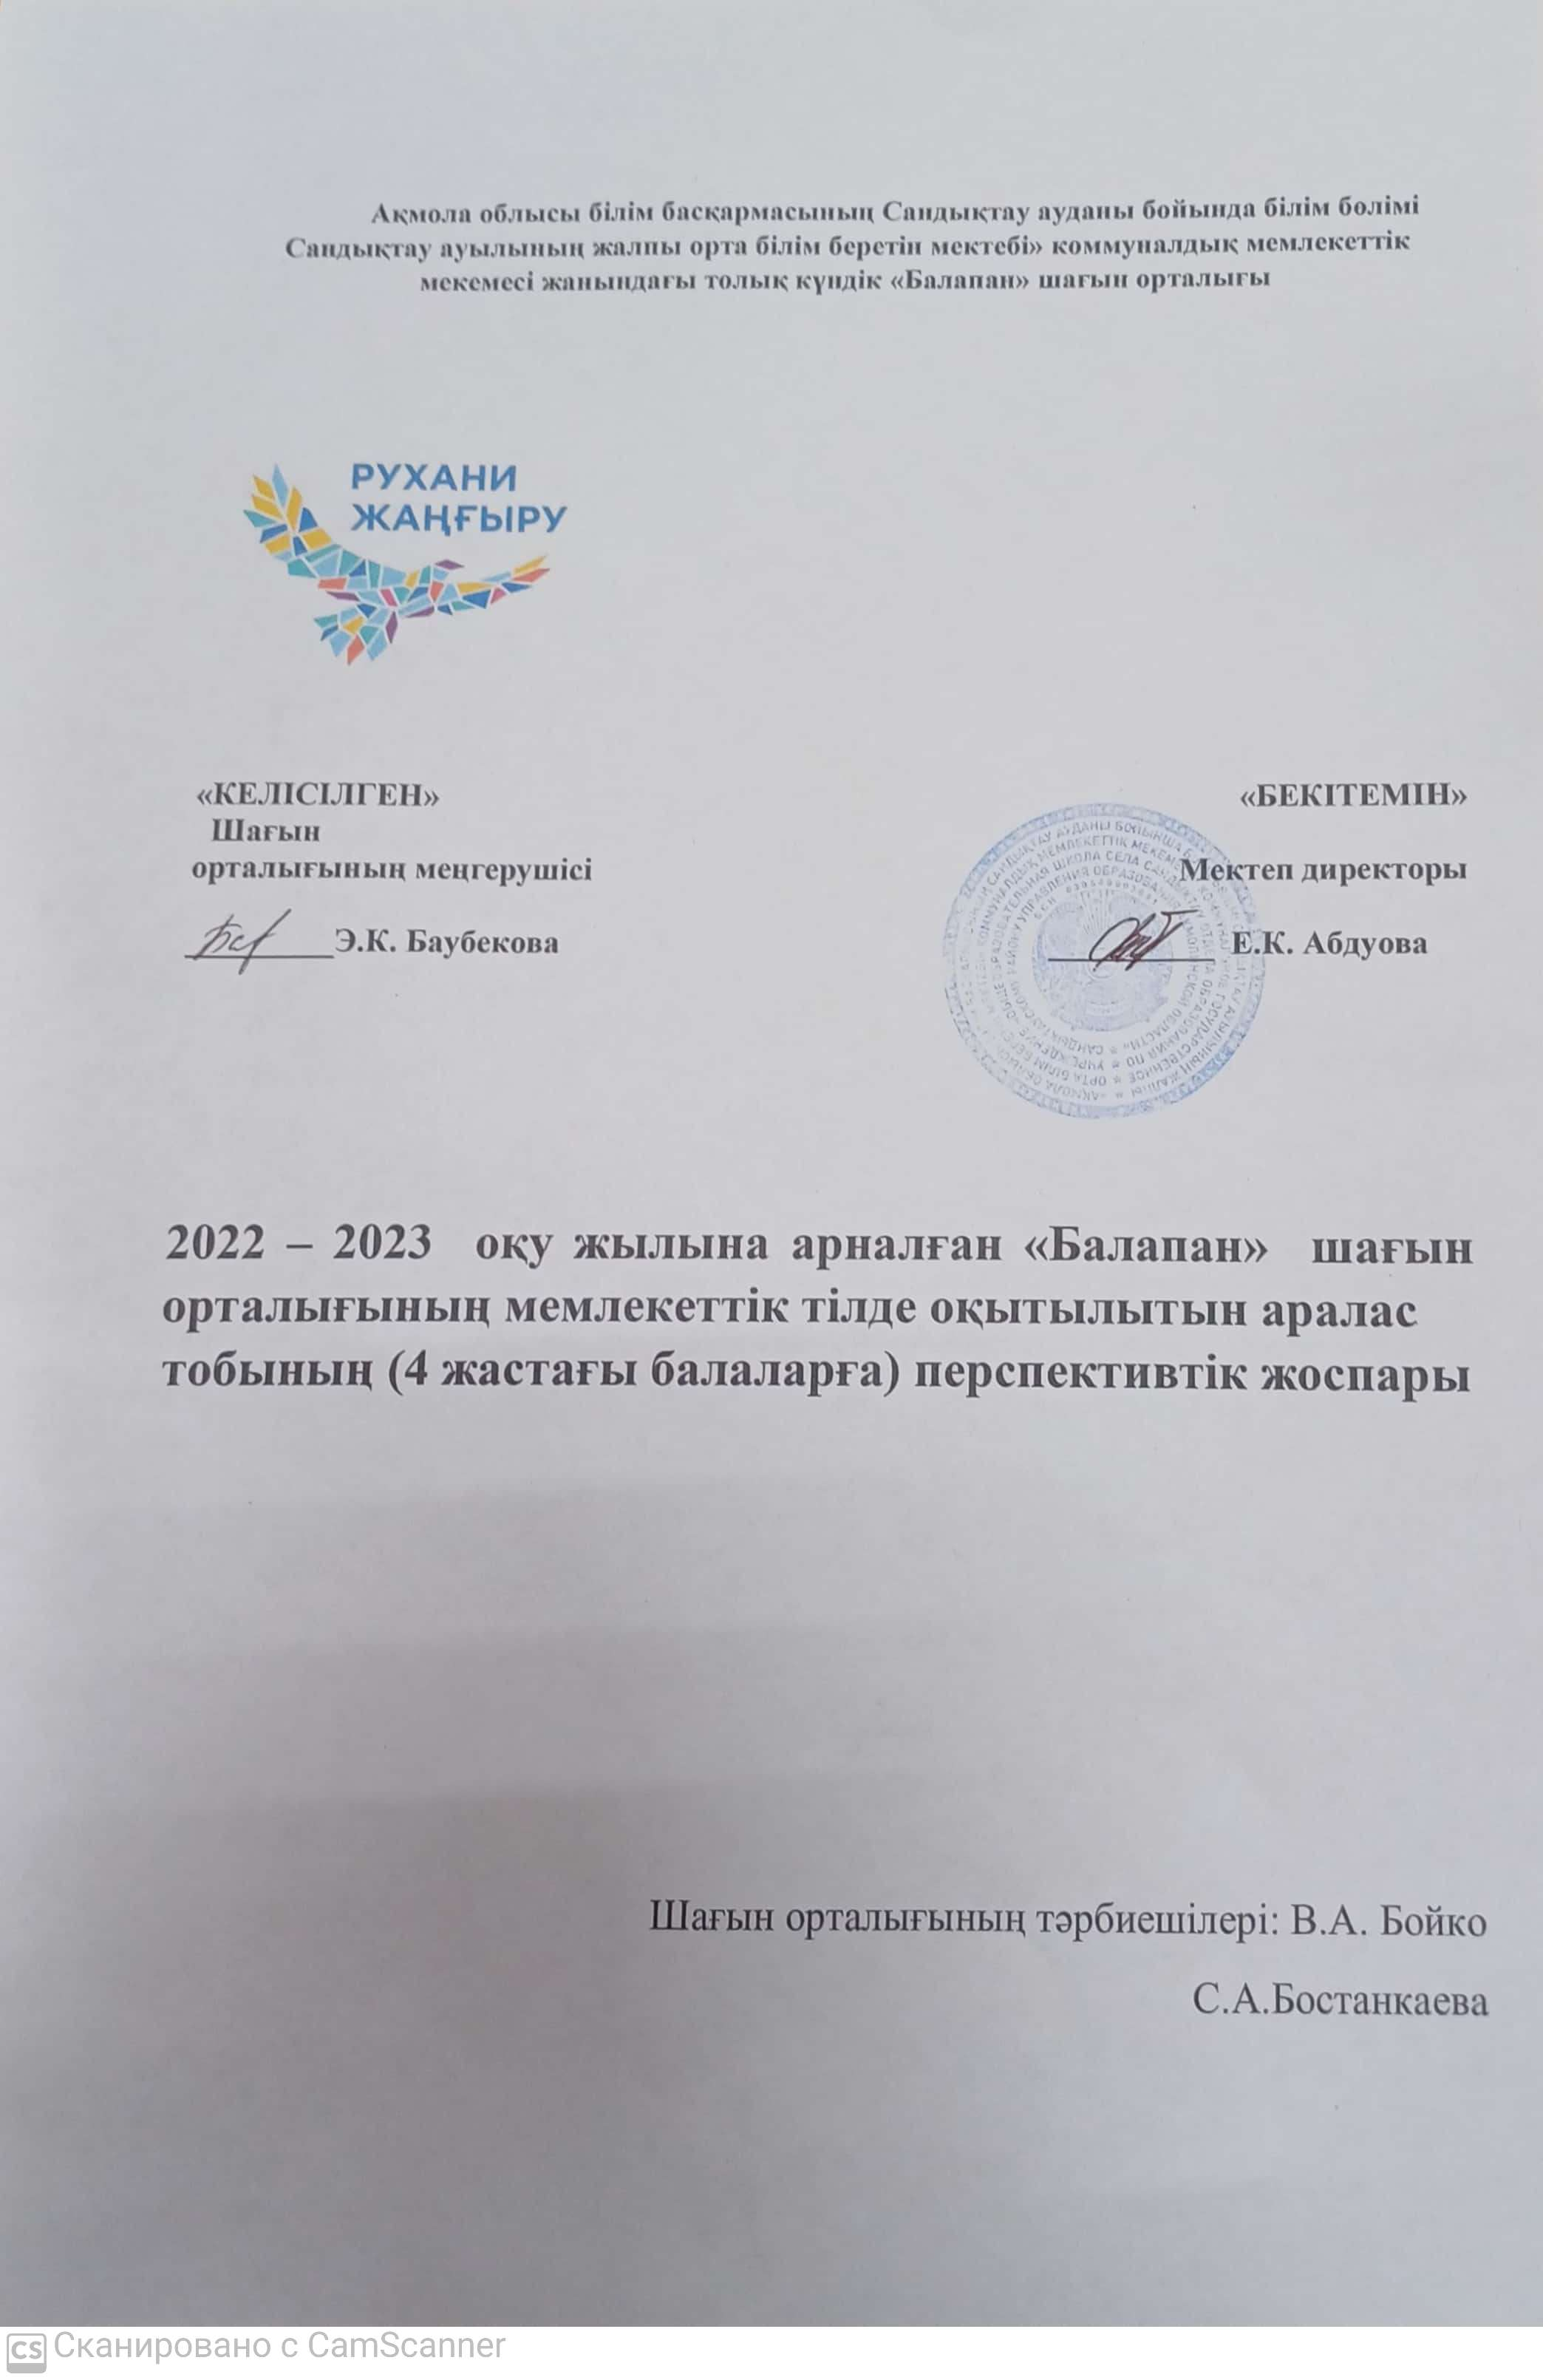 Ақмола облысы білім басқармасының Сандықтау ауданы бойында білім бөлімі
Сандықтау ауылының жалпы орта білім беретін мектебі» коммуналдық мемлекеттік
мекемесі жанындағы толық күндік «Балапан» шағын орталығы
РУХАНИ
ЖАҢҒЫРУ
«КЕЛІСІЛГЕН»
Шағын
орталығының меңгерушісі
Э.К. Баубекова
«БЕКІТЕМІН»
Мектеп директоры
Е.К. Абдуова
2022 – 2023 оқу жылына арналған «Балапан» шағын
орталығының мемлекеттік тілде оқытылытын аралас
тобының (4 жастағы балаларға) перспективтік жоспары
Шағын орталығының тәрбиешілері: В.А. Бойко
С.А.Бостанкаева
CS Сканировано с CamScanner